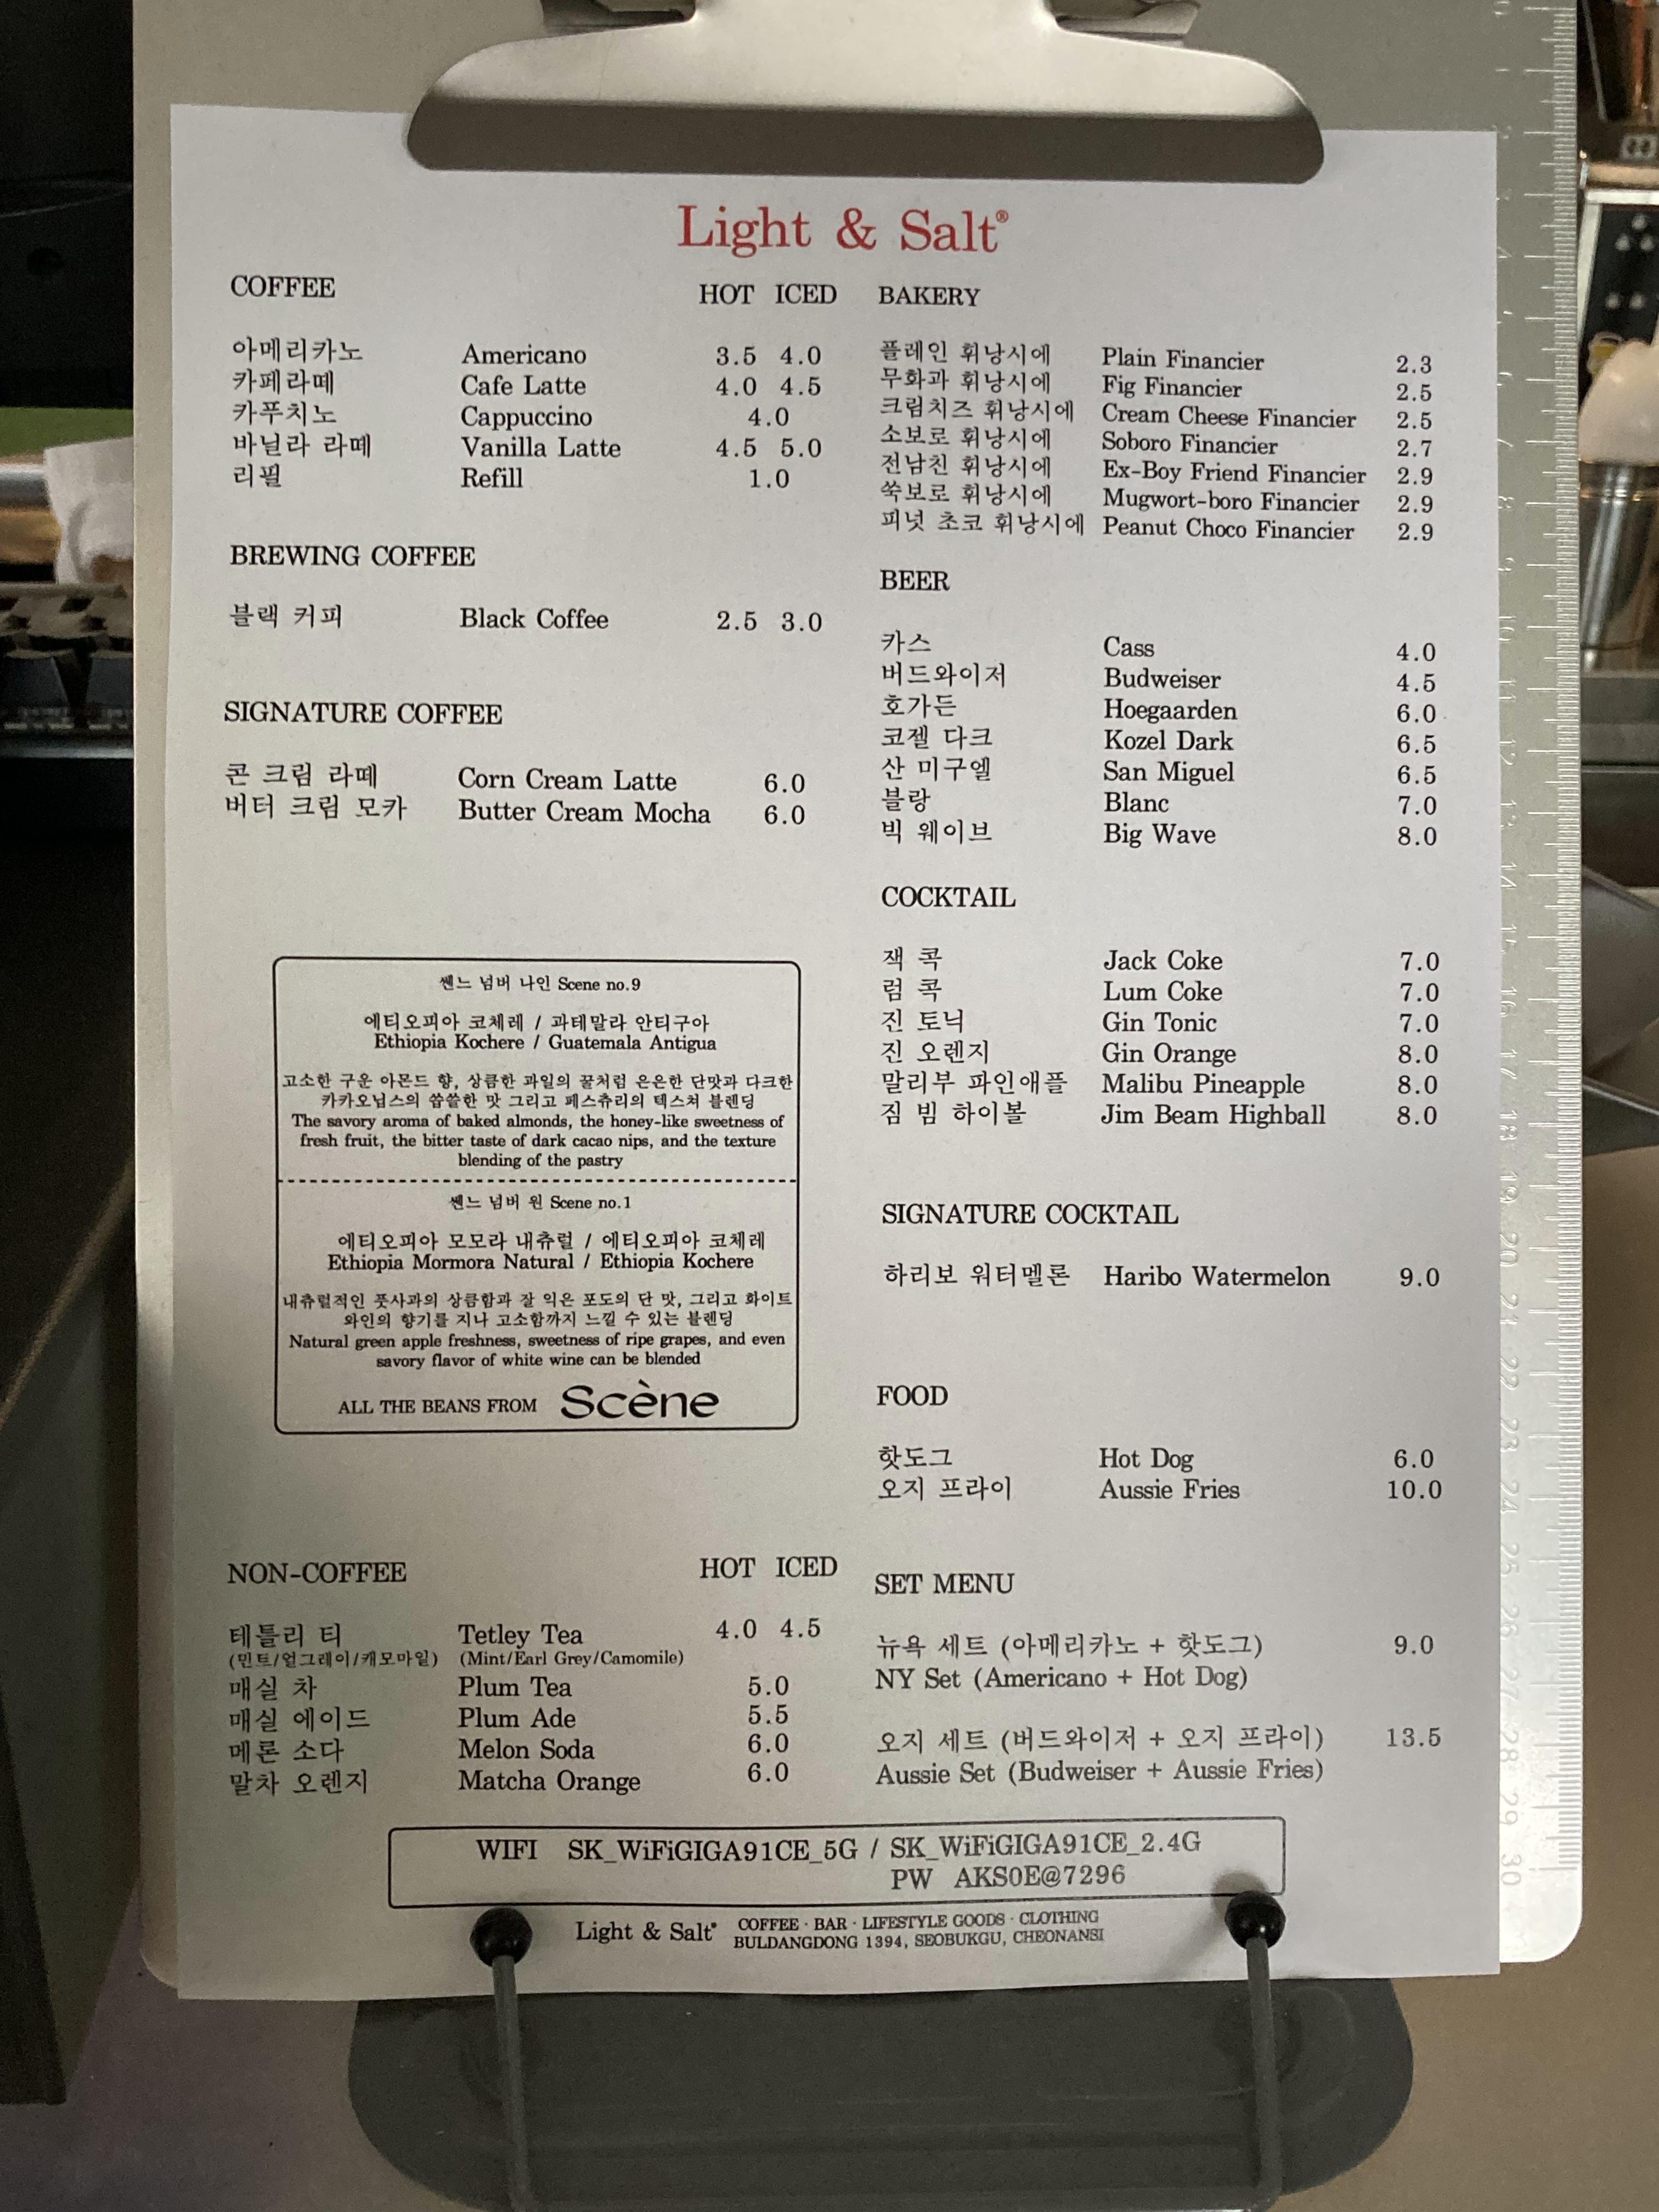 Light & Salt®
COFFEE HOT ICED
아메리카노 Americano 3.5 4.0
카페라떼 Cafe Latte 4.0 4.5
카푸치노 Cappuccino 4.0
바닐라 라떼 Vanilla Latte 4.5 5.0
리필 Refill 1.0
BREWING COFFEE
블랙 커피 Black Coffee 2.5 3.0
SIGNATURE COFFEE
콘 크림 라떼 Corn Cream Latte 6.0
버터 크림 모카 Butter Cream Mocha 6.0
쎈느 넘버 나인 Scene no.9
에티오피아 코체레 / 과테말라 안티구아
Ethiopia Kochere / Guatemala Antigua
고소한 구운 아몬드 향, 상큼한 과일의 꿀처럼 은은한 단맛과 다크한
카카오닙스의 씁쓸한 맛 그리고 페스츄리의 텍스쳐 블렌딩
The savory aroma of baked almonds, the honey-like sweetness of
fresh fruit, the bitter taste of dark cacao nips, and the texture
blending of the pastry
쎈느 넘버 원 Scene no.1
에티오피아 모모라 내츄럴 / 에티오피아 코체레
Ethiopia Mormora Natural / Ethiopia Kochere
내츄럴적인 풋사과의 상큼함과 잘 익은 포도의 단 맛, 그리고 화이트
와인의 향기를 지나 고소함까지 느낄 수 있는 블렌딩
Natural green apple freshness, sweetness of ripe grapes, and even
savory flavor of white wine can be blended
ALL THE BEANS FROM Scène
NON-COFFEE HOT ICED
테틀리 티 Tetley Tea 4.0 4.5
(민트/얼그레이/캐모마일) (Mint/Earl Grey/Camomile)
매실 차 Plum Tea 5.0
매실 에이드 Plum Ade 5.5
메론 소다 Melon Soda 6.0
말차 오렌지 Matcha Orange 6.0
BAKERY
플레인 휘낭시에 Plain Financier 2.3
무화과 휘낭시에 Fig Financier 2.5
크림치즈 휘낭시에 Cream Cheese Financier 2.5
소보로 휘낭시에 Soboro Financier 2.7
전남친 휘낭시에 Ex-Boy Friend Financier 2.9
쑥보로 휘낭시에 Mugwort-boro Financier 2.9
피넛 초코 휘낭시에 Peanut Choco Financier 2.9
BEER
카스 Cass 4.0
버드와이저 Budweiser 4.5
호가든 Hoegaarden 6.0
코젤 다크 Kozel Dark 6.5
산 미구엘 San Miguel 6.5
블랑 Blanc 7.0
빅 웨이브 Big Wave 8.0
COCKTAIL
잭 콕 Jack Coke 7.0
럼 콕 Lum Coke 7.0
진 토닉 Gin Tonic 7.0
진 오렌지 Gin Orange 8.0
말리부 파인애플 Malibu Pineapple 8.0
짐 빔 하이볼 Jim Beam Highball 8.0
SIGNATURE COCKTAIL
하리보 워터멜론 Haribo Watermelon 9.0
FOOD
핫도그 Hot Dog 6.0
오지 프라이 Aussie Fries 10.0
SET MENU
뉴욕 세트 (아메리카노 + 핫도그) 9.0
NY Set (Americano + Hot Dog)
오지 세트 (버드와이저 + 오지 프라이) 13.5
Aussie Set (Budweiser + Aussie Fries)
WIFI SK_WiFiGIGA91CE_5G / SK_WiFiGIGA91CE_2.4G
PW AKS0E@7296
Light & Salt® COFFEE · BAR · LIFESTYLE GOODS · CLOTHING
BULDANGDONG 1394, SEOBUKGU, CHEONANSI